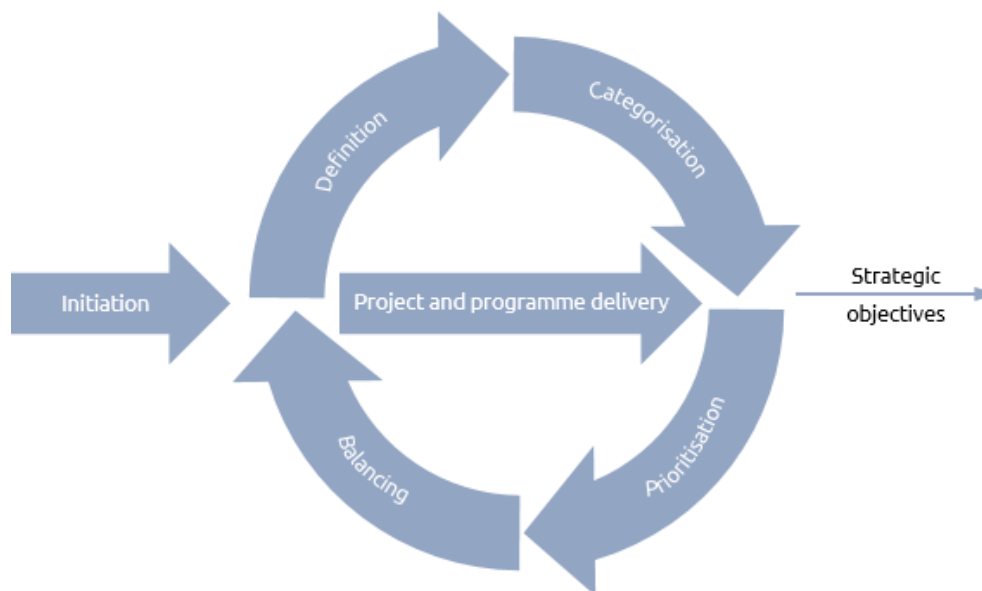 Definition
Categorisation
Initiation
Project and programme delivery
Strategic
objectives
Balancing
Prioritisation